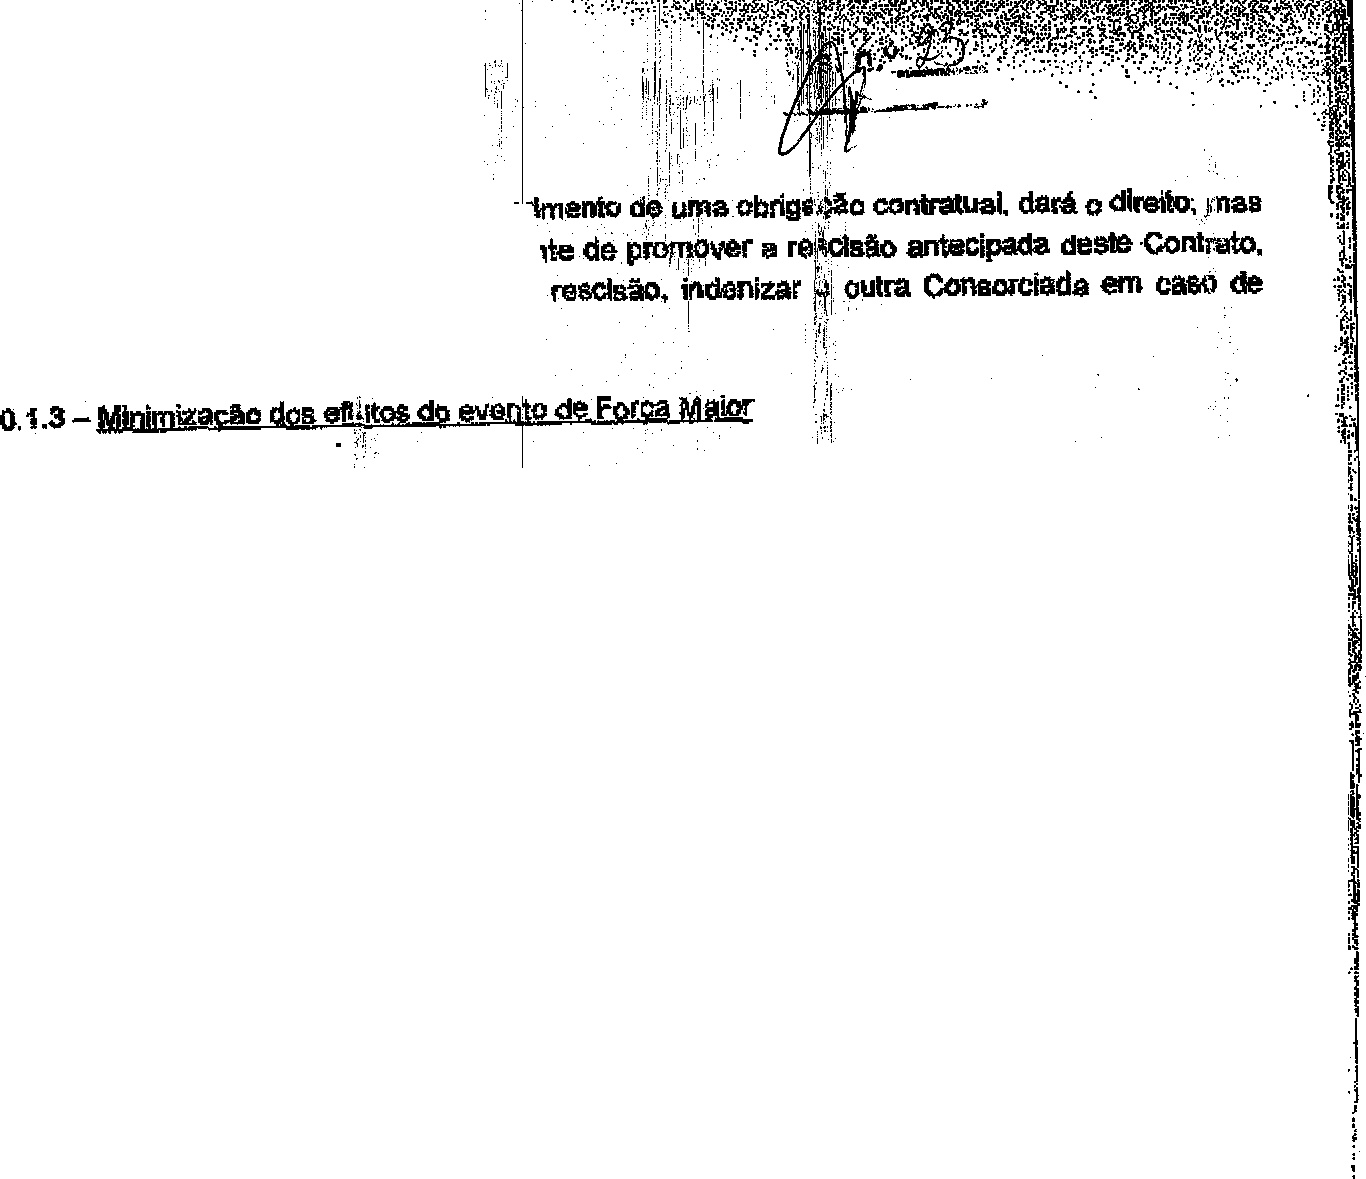 n.º 23
imento de uma obrigação contratual, dará o direito, mas
te de promover a rescisão antecipada deste Contrato,
rescisão, indenizar a outra Consorciada em caso de
0.1.3 – Minimização dos efeitos do evento de Força Maior